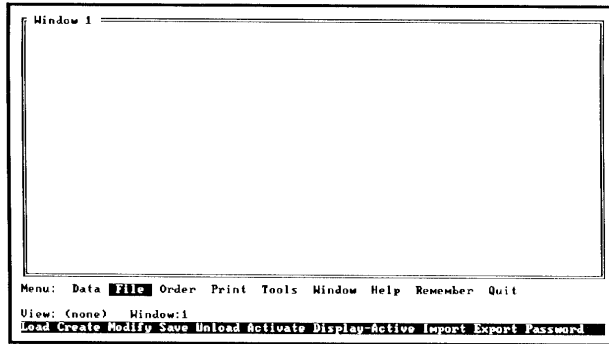 Window 1
Menu: Data File Order Print Tools Window Help Remember Quit
View: (none) Window:1
Load Create Modify Save Unload Activate Display-Active Import Export Password